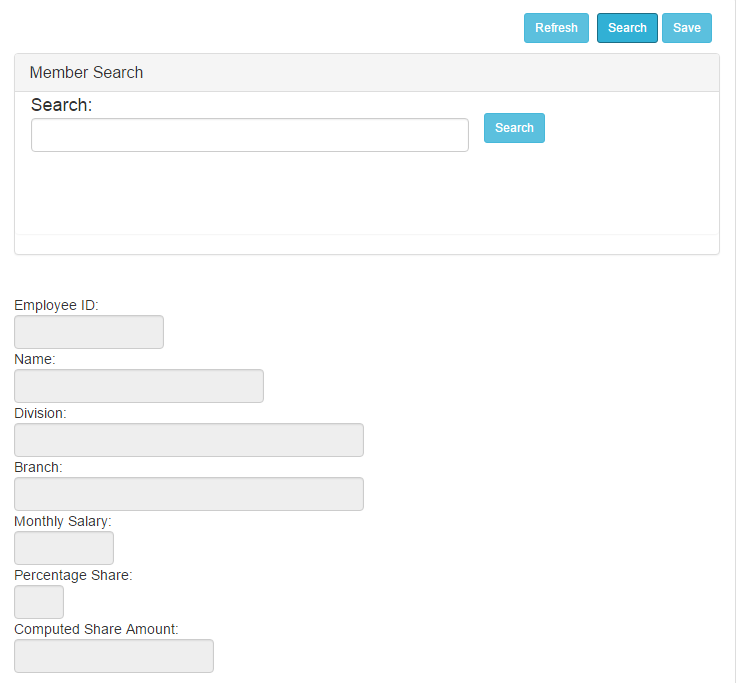 Refresh Search Save
Member Search
Search:
Search
Employee ID:
Name:
Division:
Branch:
Monthly Salary:
Percentage Share:
Computed Share Amount: